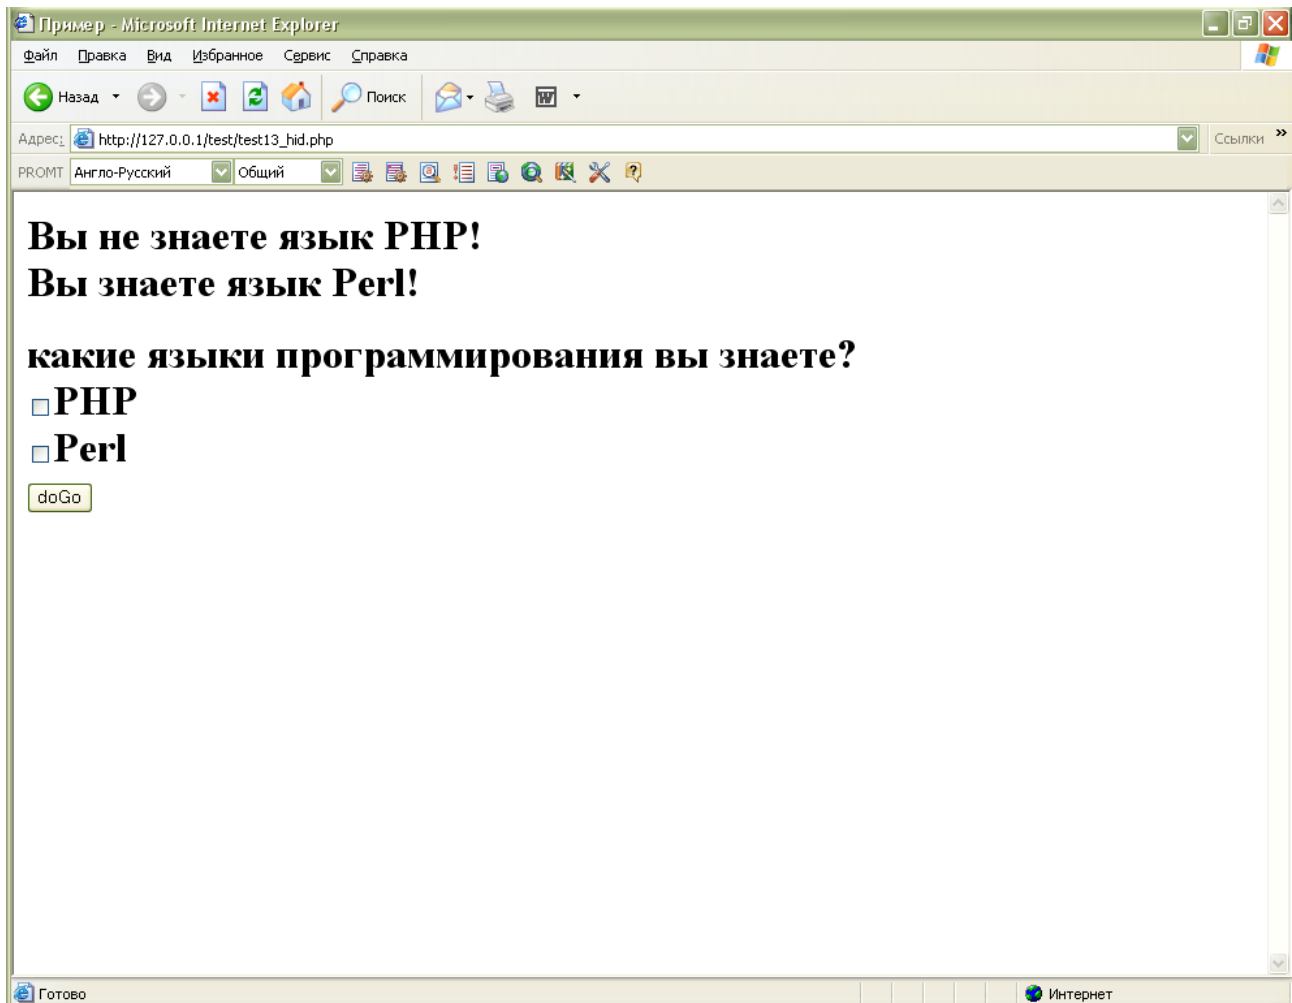 Пример - Microsoft Internet Explorer
Файл Правка Вид Избранное Сервис Справка
Назад Поиск
Адрес: http://127.0.0.1/test/test13_hid.php Ссылки »
PROMT Англо-Русский Общий
Вы не знаете язык PHP!
Вы знаете язык Perl!
какие языки программирования вы знаете?
PHP
Perl
doGo
Готово Интернет